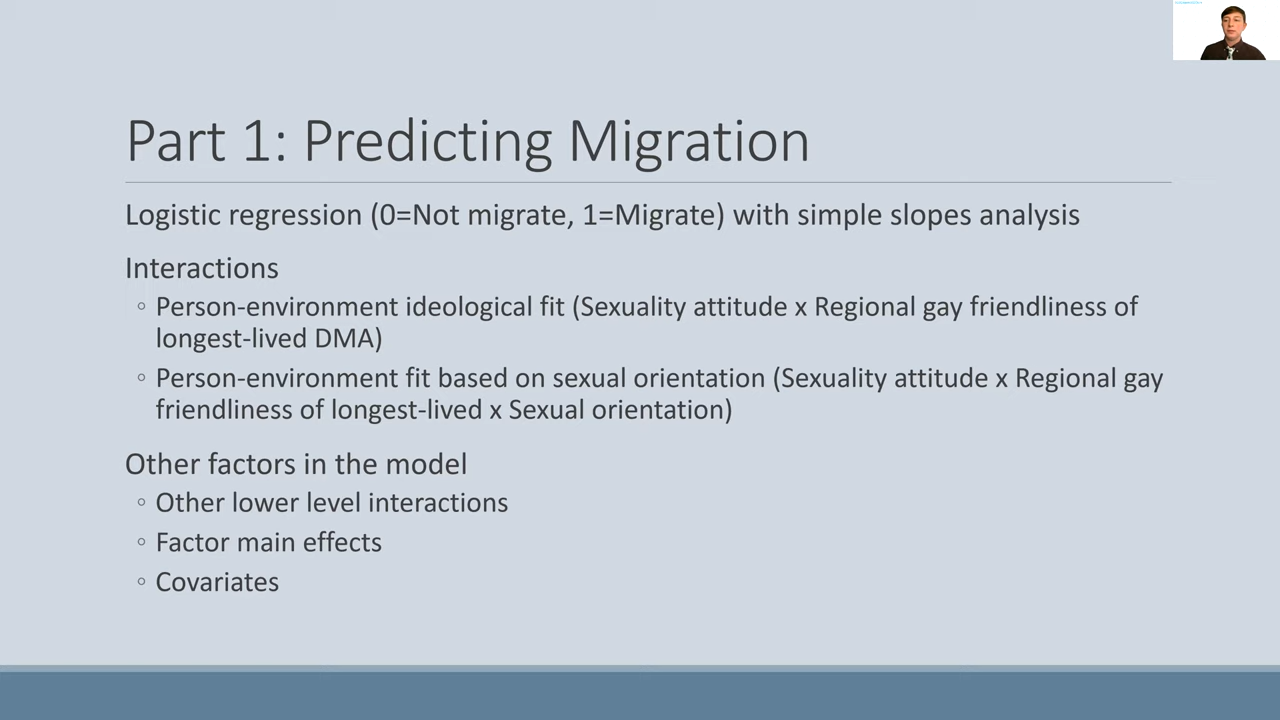 Part 1: Predicting Migration
Logistic regression (0=Not migrate, 1=Migrate) with simple slopes analysis
Interactions
◦ Person-environment ideological fit (Sexuality attitude x Regional gay friendliness of
longest-lived DMA)
◦ Person-environment fit based on sexual orientation (Sexuality attitude x Regional gay
friendliness of longest-lived x Sexual orientation)
Other factors in the model
◦ Other lower level interactions
◦ Factor main effects
◦ Covariates